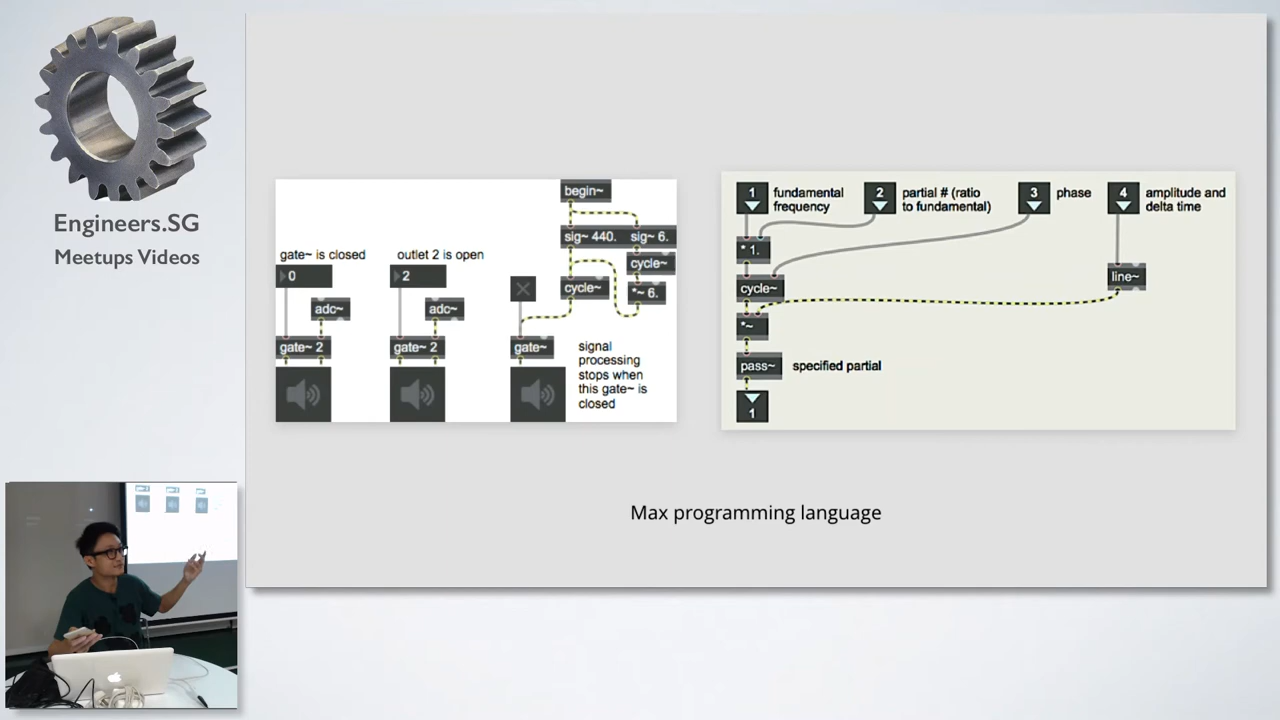 Engineers.SG
Meetups Videos
begin~
sig~ 440.
sig~ 6.
gate~ is closed
outlet 2 is open
0
2
cycle~
cycle~
*~ 6.
adc~
adc~
gate~ 2
gate~ 2
gate~
signal
processing
stops when
this gate~ is
closed
1
fundamental
frequency
2
partial # (ratio
to fundamental)
3
phase
4
amplitude and
delta time
* 1.
cycle~
line~
*~
pass~
specified partial
1
Max programming language